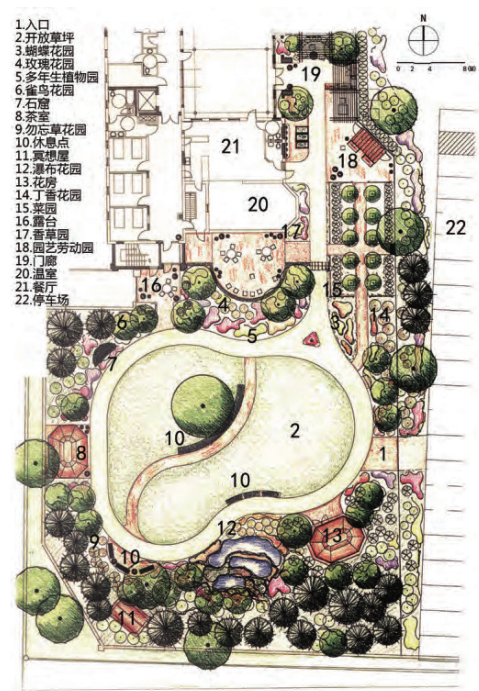 1.入口
2.开放草坪
3.蝴蝶花园
4.玫瑰花园
5.多年生植物园
6.雀鸟花园
7.石窟
8.茶室
9.勿忘草花园
10.休息点
11.冥想屋
12.瀑布花园
13.花房
14.丁香花园
15.菜园
16.露台
17.香草园
18.园艺劳动园
19.门廊
20.温室
21.餐厅
22.停车场
N
0 2 4 8
19
21
18
20
22
17
16
15
4
3
14
6
5
7
10
2
8
1
10
12
13
9
10
11